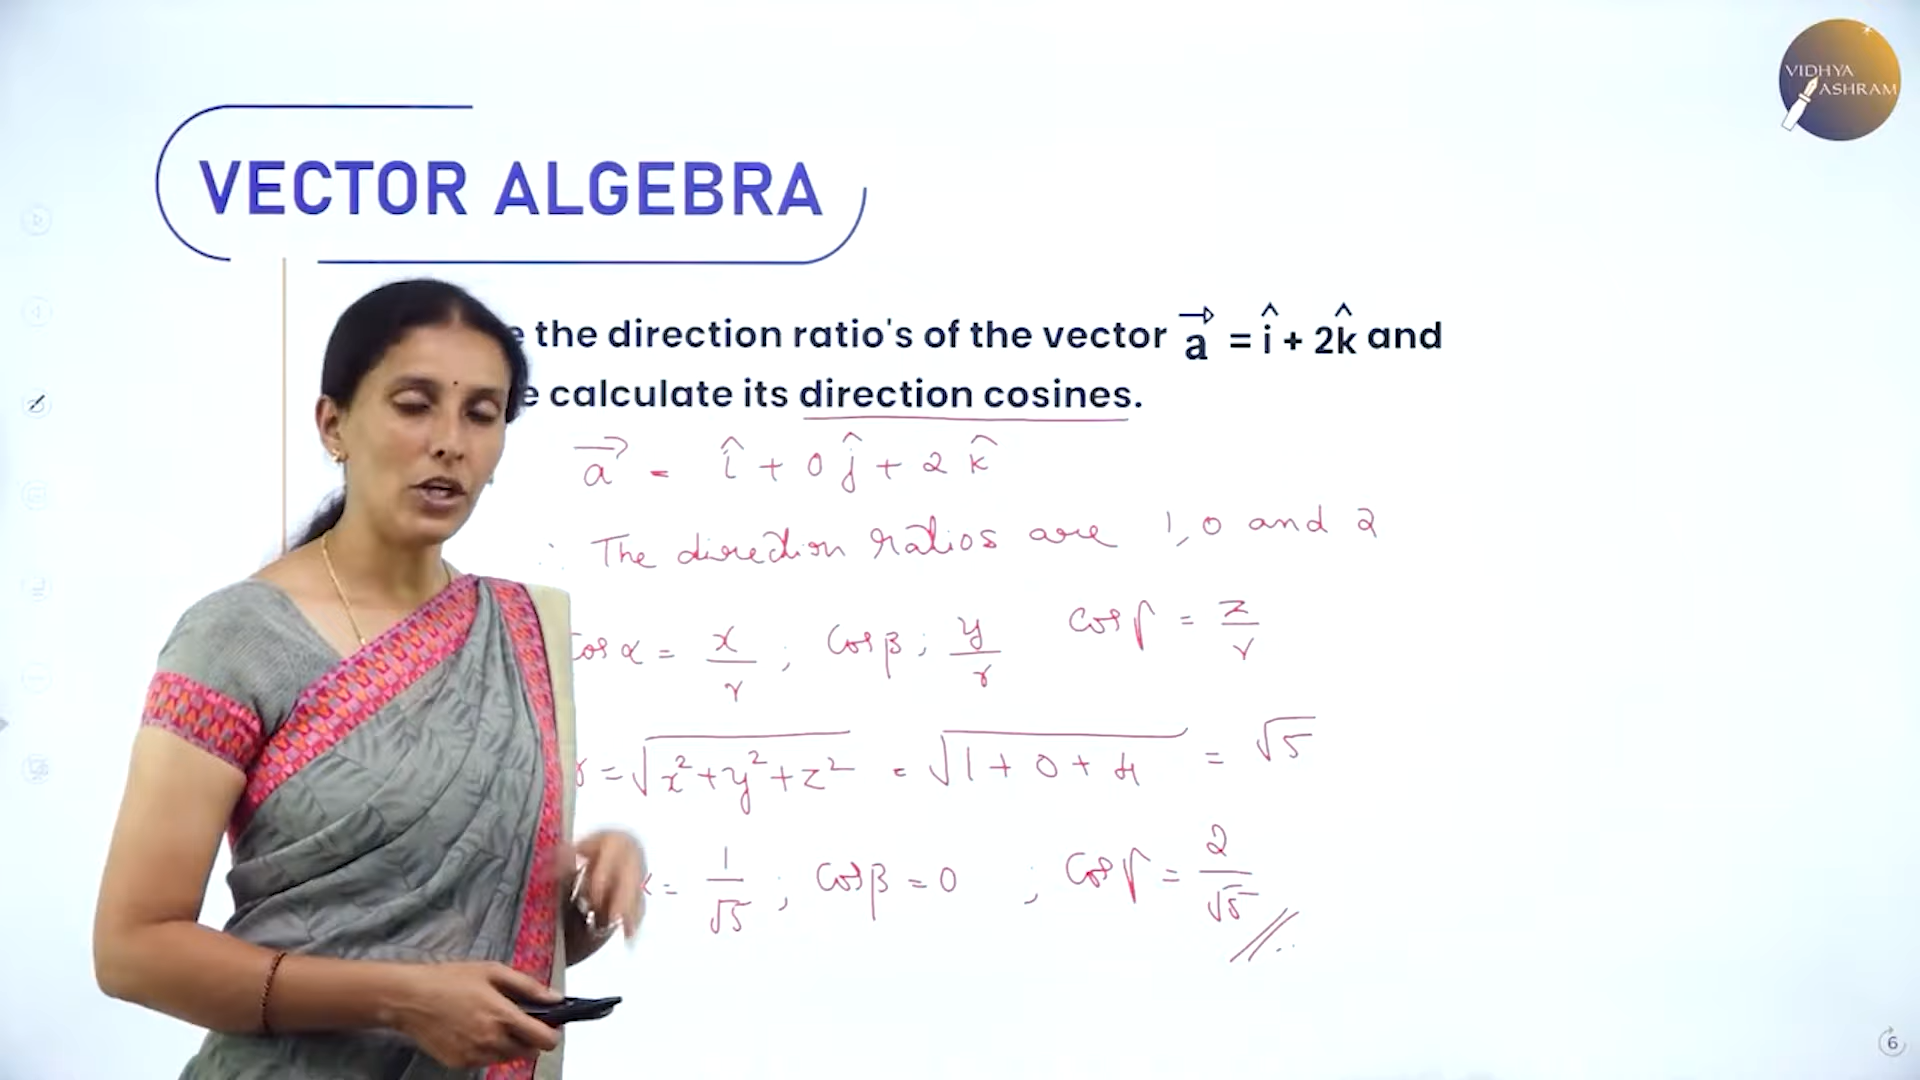 VIDHYA
ASHRAM
VECTOR ALGEBRA
e the direction ratio's of the vector a⃗ = î + 2k̂ and
e calculate its direction cosines.
a⃗ = î + 0ĵ + 2k̂
∴ The direction ratios are 1, 0 and 2
cos α = x/r ; cos β ; y/r cos γ = z/r
r = √x²+y²+z² = √1 + 0 + 4 = √5
α = 1/√5 ; cos β = 0 ; cos γ = 2/√5 //
6